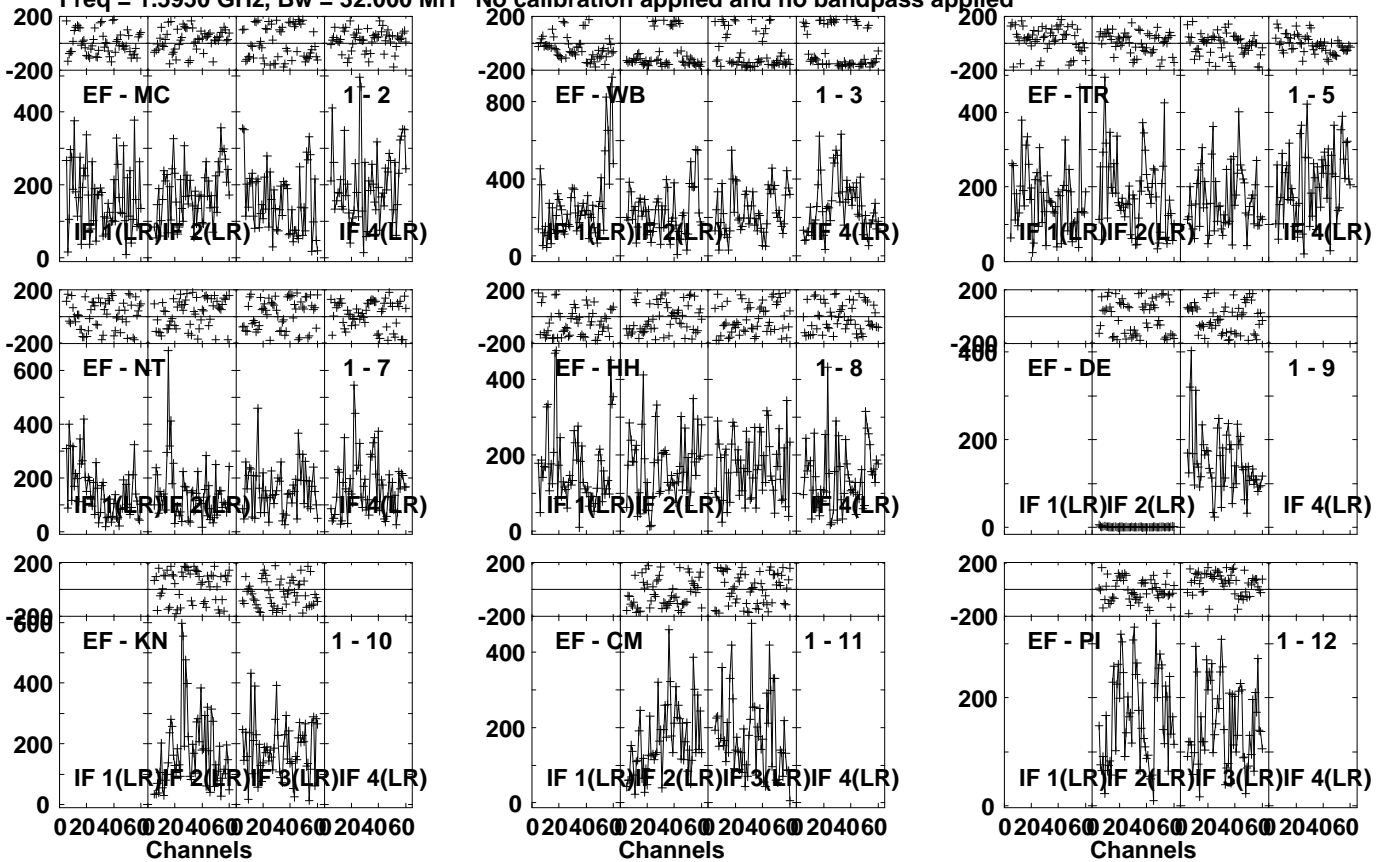 Freq = 1.5950 GHz, Bw = 32.000 MH No calibration applied and no bandpass applied
200 200 200
-200 -200 -200
EF - MC 1 - 2 EF - WB 1 - 3 EF - TR 1 - 5
400 800 400
200 400 200
IF 1(LR) IF 2(LR) IF 4(LR) IF 1(LR) IF 2(LR) IF 4(LR) IF 1(LR) IF 2(LR) IF 4(LR)
0 0 0
200 200 200
-200 -200 -200
EF - NT 1 - 7 EF - HH 1 - 8 EF - DE 1 - 9
600 400 400
400 200 200
200
IF 1(LR) IF 2(LR) IF 4(LR) IF 1(LR) IF 2(LR) IF 4(LR) IF 1(LR) IF 2(LR) IF 4(LR)
0 0 0
200 200 200
-200 -200 -200
600
EF - KN 1 - 10 EF - CM 1 - 11 EF - PI 1 - 12
400 400 200
200 200
IF 1(LR) IF 2(LR) IF 3(LR) IF 4(LR) IF 1(LR) IF 2(LR) IF 3(LR) IF 4(LR) IF 1(LR) IF 2(LR) IF 3(LR) IF 4(LR)
0 0 0
0 20 40 60 0 20 40 60 0 20 40 60 0 20 40 60 0 20 40 60 0 20 40 60 0 20 40 60 0 20 40 60 0 20 40 60 0 20 40 60 0 20 40 60 0 20 40 60
Channels Channels Channels